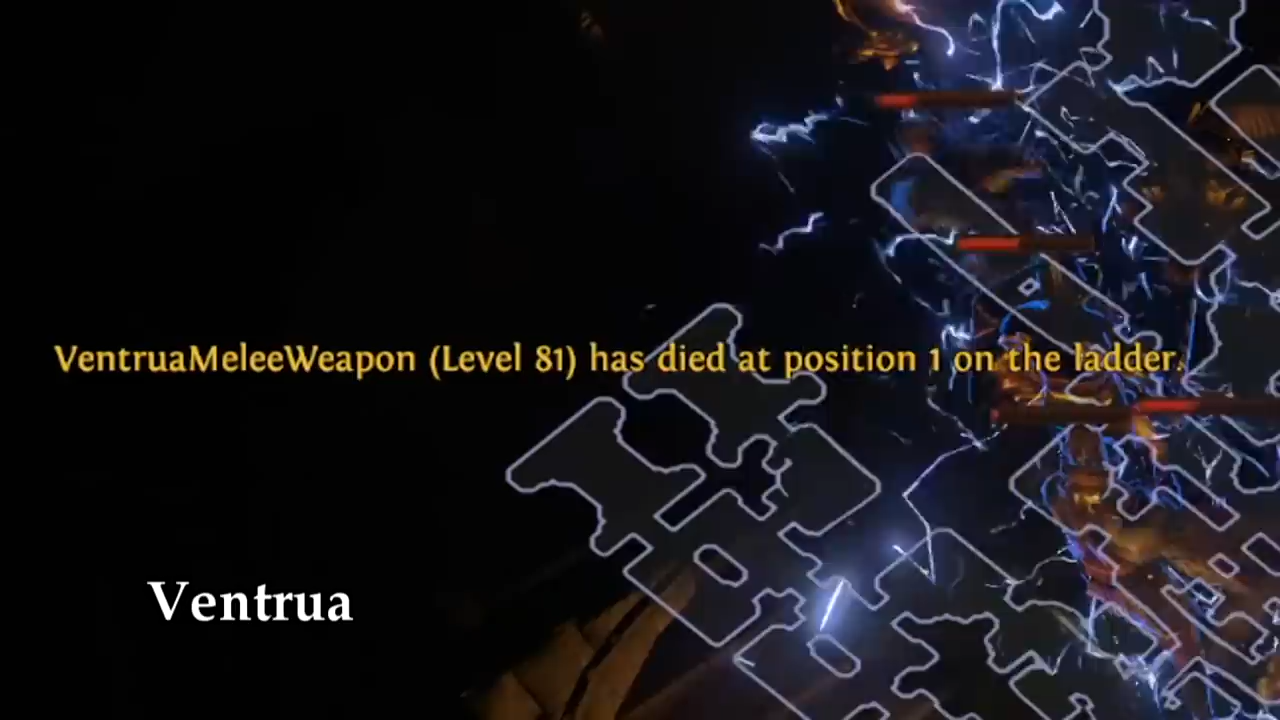 VentruaMeleeWeapon (Level 81) has died at position 1 on the ladder.
Ventrua